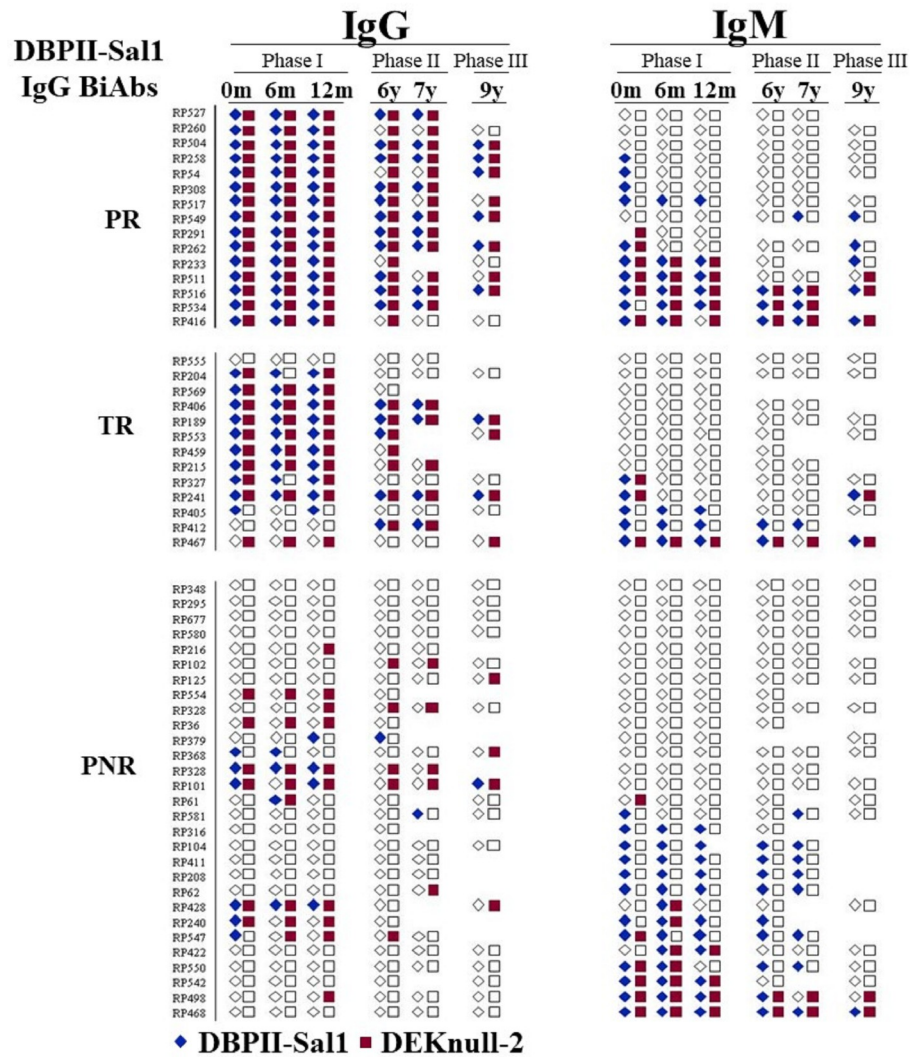 IgG IgM
DBPII-Sal1
IgG BiAbs
Phase I Phase II Phase III Phase I Phase II Phase III
0m 6m 12m 6y 7y 9y 0m 6m 12m 6y 7y 9y
PR
RP527
RP260
RP504
RP258
RP54
RP308
RP517
RP549
RP291
RP262
RP233
RP511
RP516
RP534
RP416
TR
RP555
RP204
RP569
RP406
RP189
RP553
RP459
RP215
RP327
RP241
RP405
RP412
RP467
PNR
RP348
RP295
RP677
RP580
RP216
RP102
RP125
RP554
RP328
RP36
RP379
RP368
RP328
RP101
RP61
RP581
RP316
RP104
RP411
RP208
RP62
RP428
RP240
RP547
RP422
RP550
RP542
RP498
RP468
DBPII-Sal1 DEKnull-2